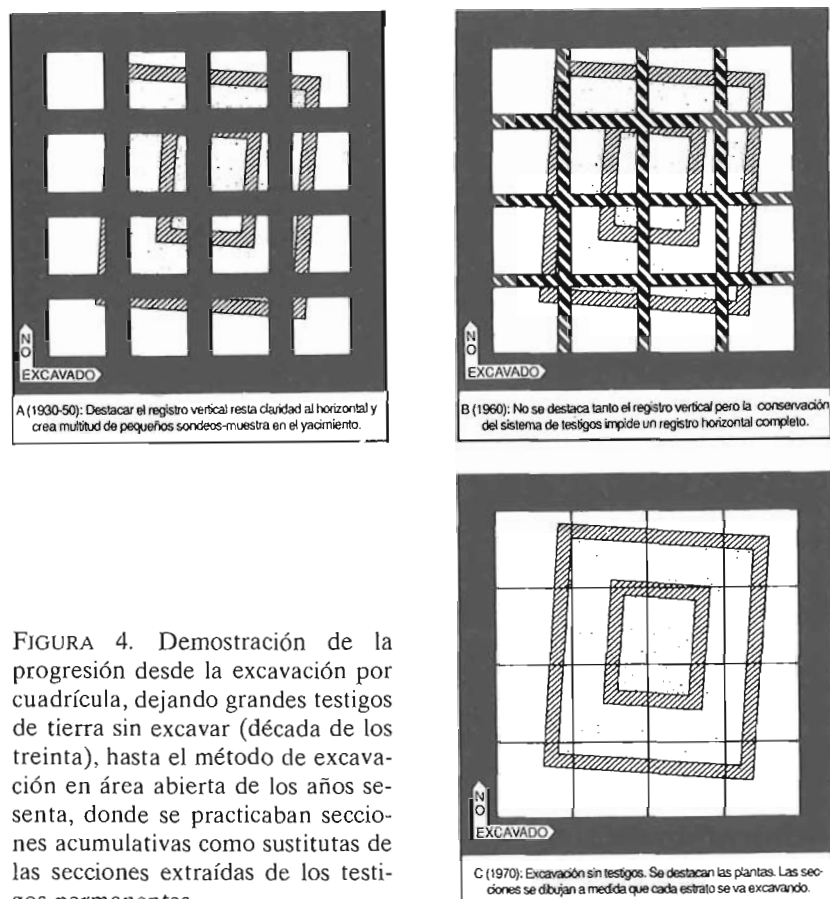 NO
EXCAVADO
A (1930-50): Destacar el registro vertical resta claridad al horizontal y
crea multitud de pequeños sondeos-muestra en el yacimiento.
NO
EXCAVADO
B (1960): No se destaca tanto el registro vertical pero la conservación
del sistema de testigos impide un registro horizontal completo.
NO
EXCAVADO
C (1970): Excavación sin testigos. Se destacan las plantas. Las sec-
ciones se dibujan a medida que cada estrato se va excavando.
FIGURA 4. Demostración de la
progresión desde la excavación por
cuadrícula, dejando grandes testigos
de tierra sin excavar (década de los
treinta), hasta el método de excava-
ción en área abierta de los años se-
senta, donde se practicaban seccio-
nes acumulativas como sustitutas de
las secciones extraídas de los testi-